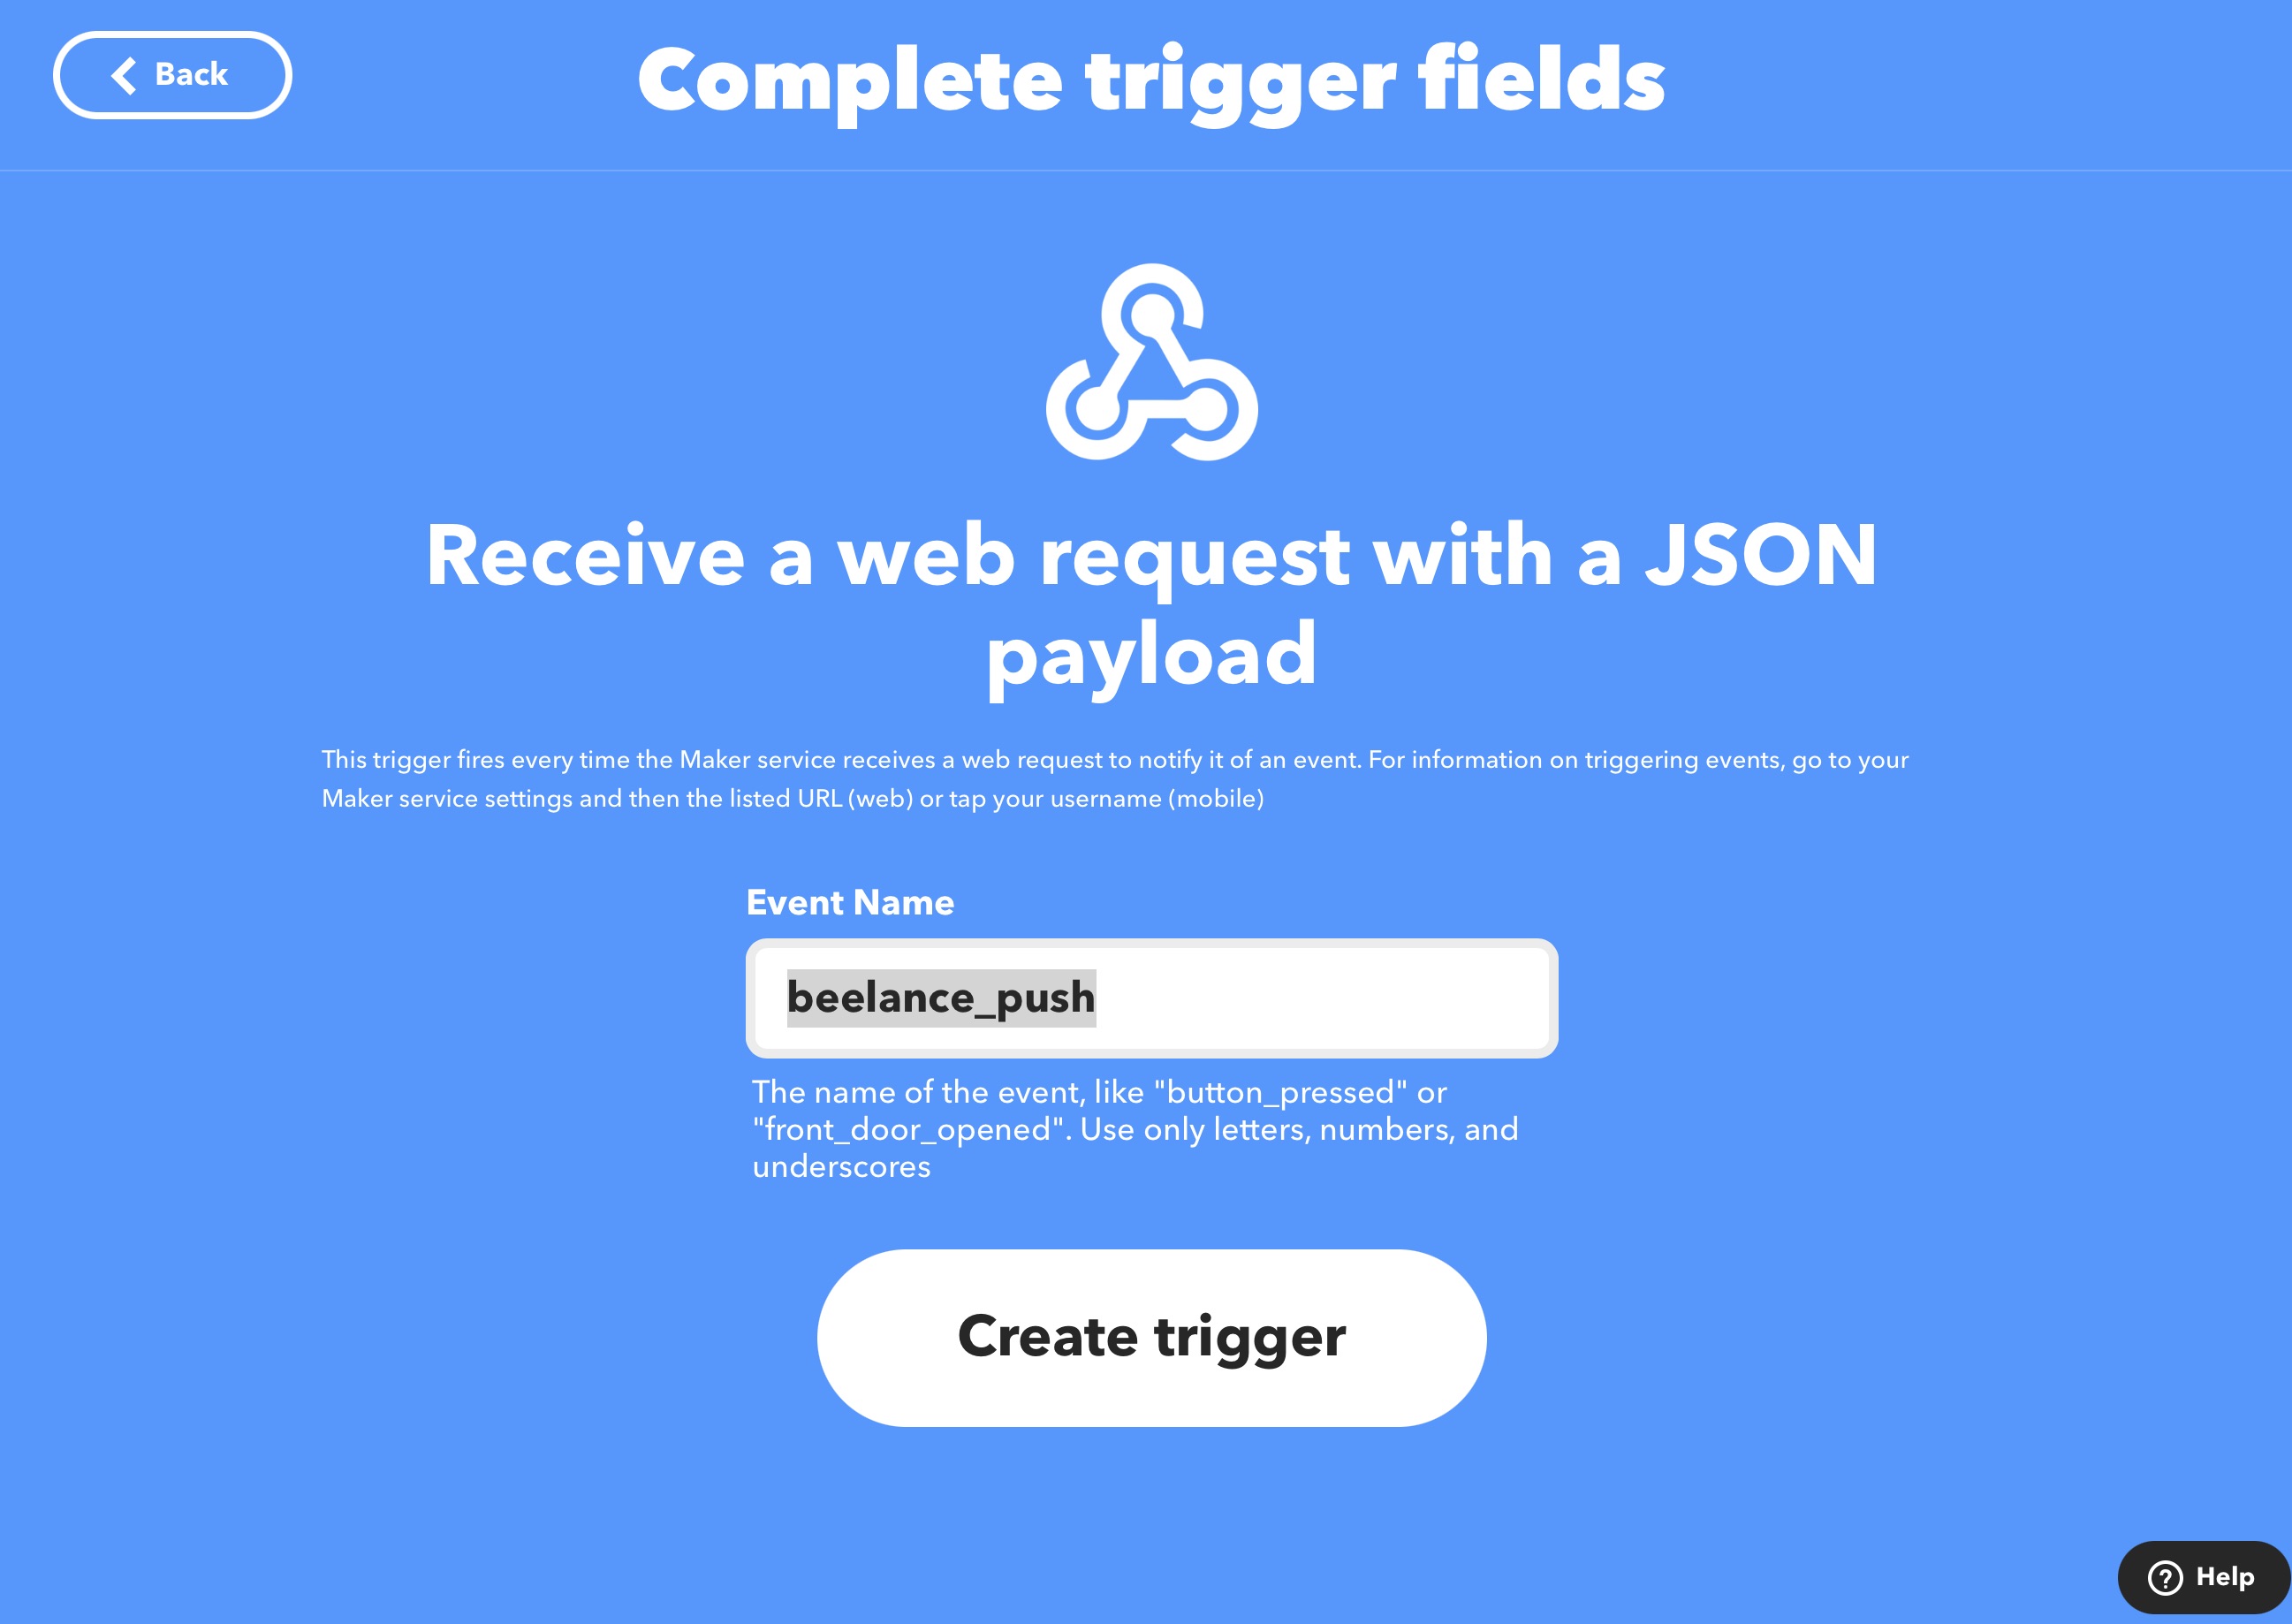 Back
Complete trigger fields
Receive a web request with a JSON
payload
This trigger fires every time the Maker service receives a web request to notify it of an event. For information on triggering events, go to your
Maker service settings and then the listed URL (web) or tap your username (mobile)
Event Name
beelance_push
The name of the event, like "button_pressed" or
"front_door_opened". Use only letters, numbers, and
underscores
Create trigger
Help